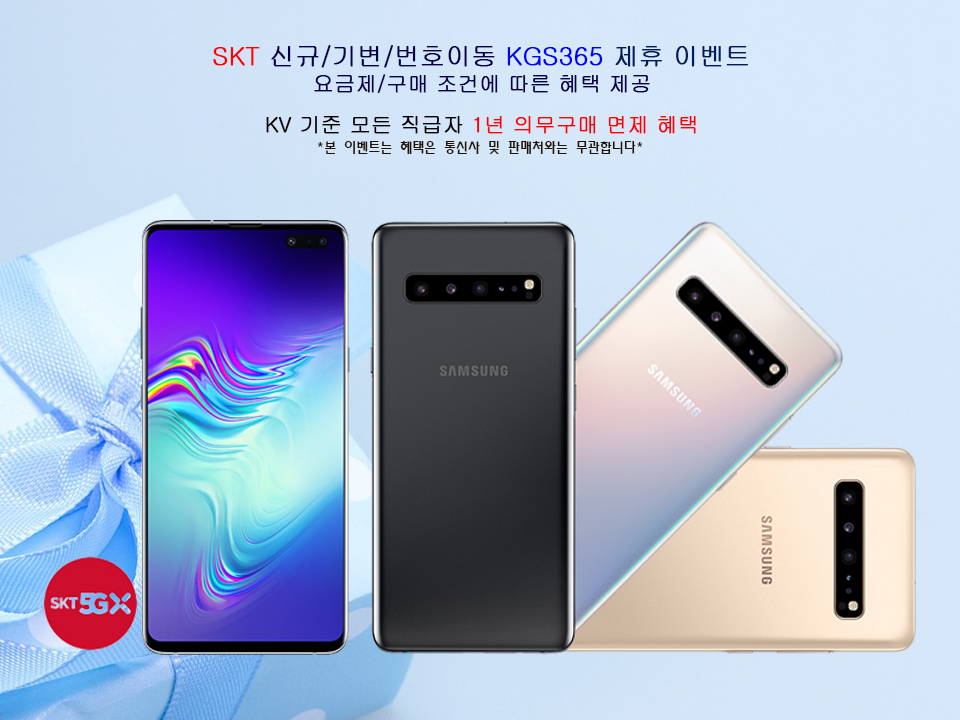 SKT 신규/기변/번호이동 KGS365 제휴 이벤트
요금제/구매 조건에 따른 혜택 제공
KV 기준 모든 직급자 1년 의무구매 면제 혜택
*본 이벤트는 혜택은 통신사 및 판매처와는 무관합니다*
SAMSUNG
SAMSUNG
SAMSUNG
SKT 5GX